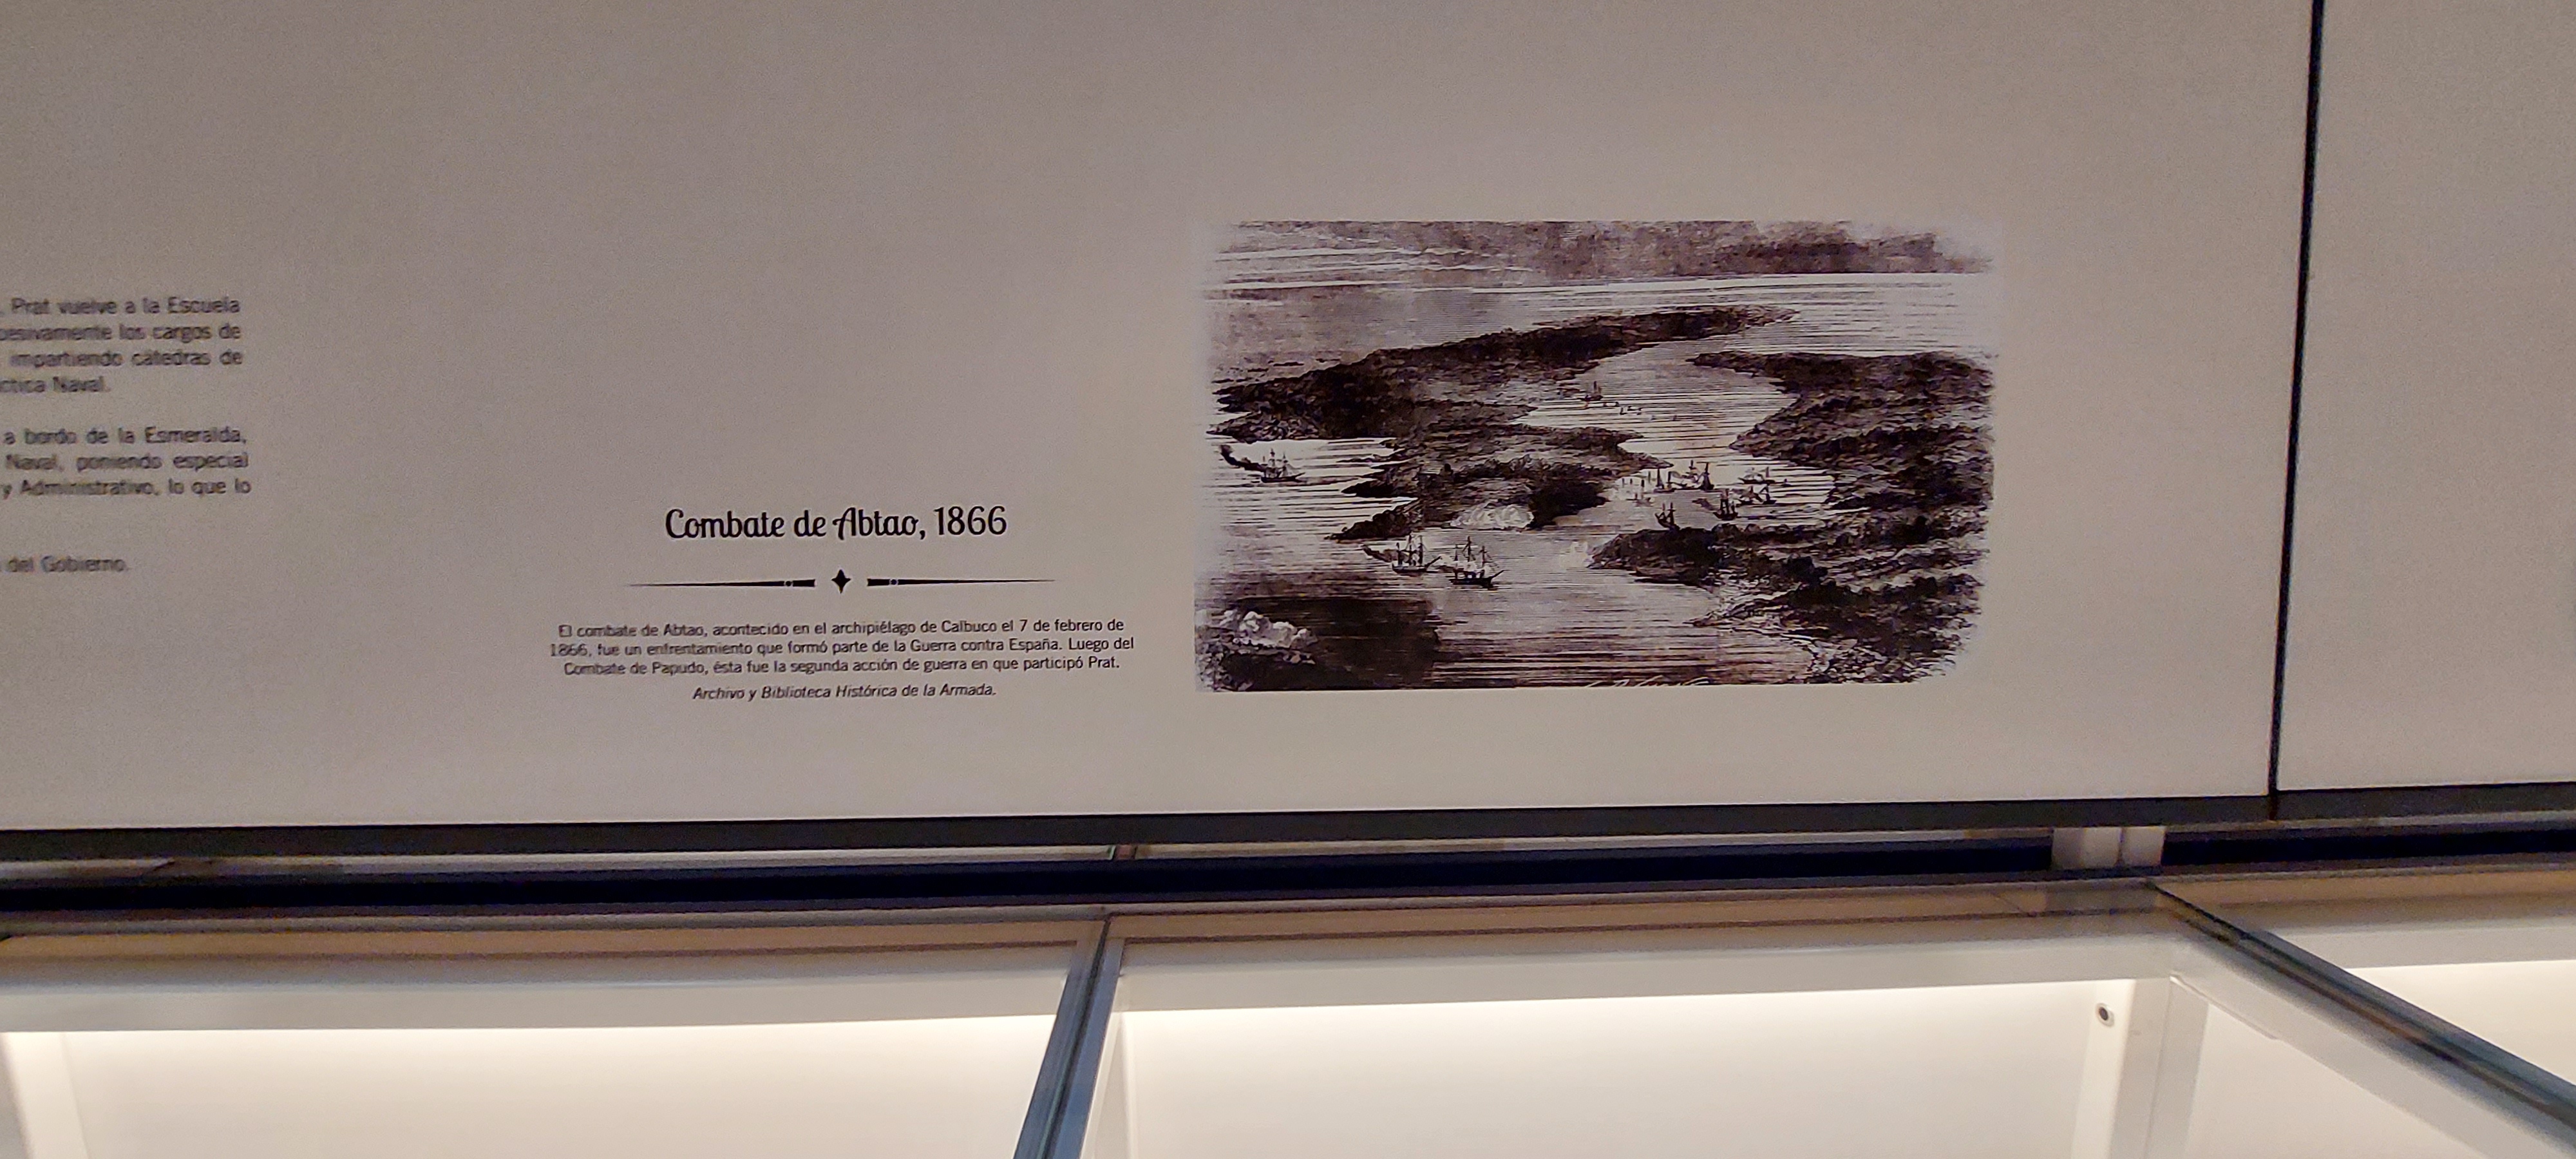 Prat vuelve a la Escuela
los cargos de
impartiendo cátedras de
Naval.
a bordo de la Esmeralda,
Naval, poniendo especial
y Administrativo, lo que lo
del Gobierno.
Combate de Abtao, 1866
El combate de Abtao, acontecido en el archipiélago de Calbuco el 7 de febrero de
1866, fue un enfrentamiento que formó parte de la Guerra contra España. Luego del
Combate de Papudo, ésta fue la segunda acción de guerra en que participó Prat.
Archivo y Biblioteca Histórica de la Armada.